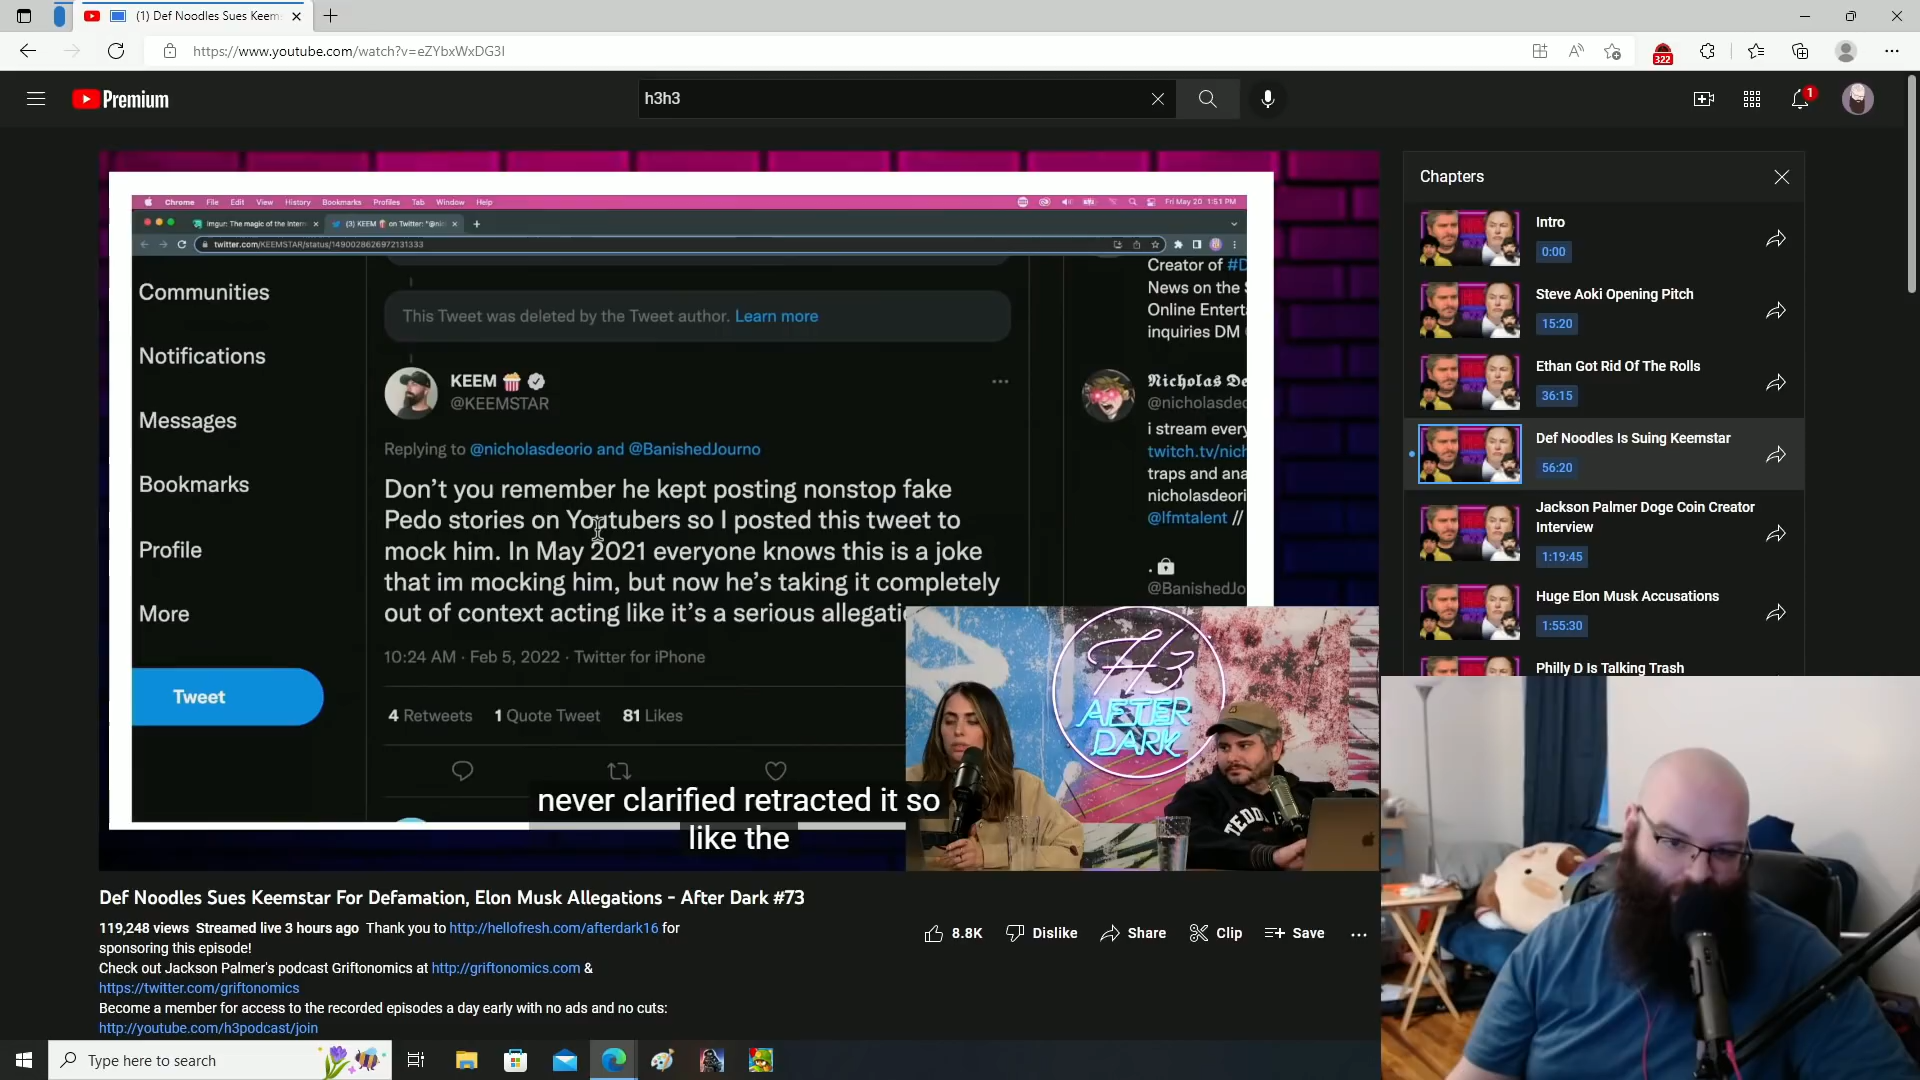 (1) Def Noodles Sues Keem
https://www.youtube.com/watch?v=eZYbxWxDG3I
322
Premium
h3h3
1
Chrome File Edit View History Bookmarks Profiles Tab Window Help
Fri May 20 1:51 PM
Imgur: The magic of the Intern
(3) KEEM 🍿 on Twitter: "@nic
twitter.com/KEEMSTAR/status/1490028626972131333
Communities
Notifications
Messages
Bookmarks
Profile
More
Tweet
This Tweet was deleted by the Tweet author. Learn more
KEEM 🍿
@KEEMSTAR
Replying to @nicholasdeorio and @BanishedJourno
Don't you remember he kept posting nonstop fake
Pedo stories on Youtubers so I posted this tweet to
mock him. In May 2021 everyone knows this is a joke
that im mocking him, but now he's taking it completely
out of context acting like it's a serious allegati
10:24 AM · Feb 5, 2022 · Twitter for iPhone
4 Retweets 1 Quote Tweet 81 Likes
Creator of #D
News on the S
Online Entert
inquiries DM
𝕹𝖎𝖈𝖍𝖔𝖑𝖆𝖘 𝕯𝖊
@nicholasdeo
i stream every
twitch.tv/nich
traps and ana
nicholasdeori
@lfmtalent //
.
@BanishedJo
H3
AFTER
DARK
TEDD
never clarified retracted it so
like the
Chapters
Intro
0:00
Steve Aoki Opening Pitch
15:20
Ethan Got Rid Of The Rolls
36:15
Def Noodles Is Suing Keemstar
56:20
Jackson Palmer Doge Coin Creator
Interview
1:19:45
Huge Elon Musk Accusations
1:55:30
Philly D Is Talking Trash
Def Noodles Sues Keemstar For Defamation, Elon Musk Allegations - After Dark #73
119,248 views Streamed live 3 hours ago Thank you to http://hellofresh.com/afterdark16 for
sponsoring this episode!
Check out Jackson Palmer's podcast Griftonomics at http://griftonomics.com &
https://twitter.com/griftonomics
Become a member for access to the recorded episodes a day early with no ads and no cuts:
http://youtube.com/h3podcast/join
8.8K Dislike Share Clip Save
Type here to search